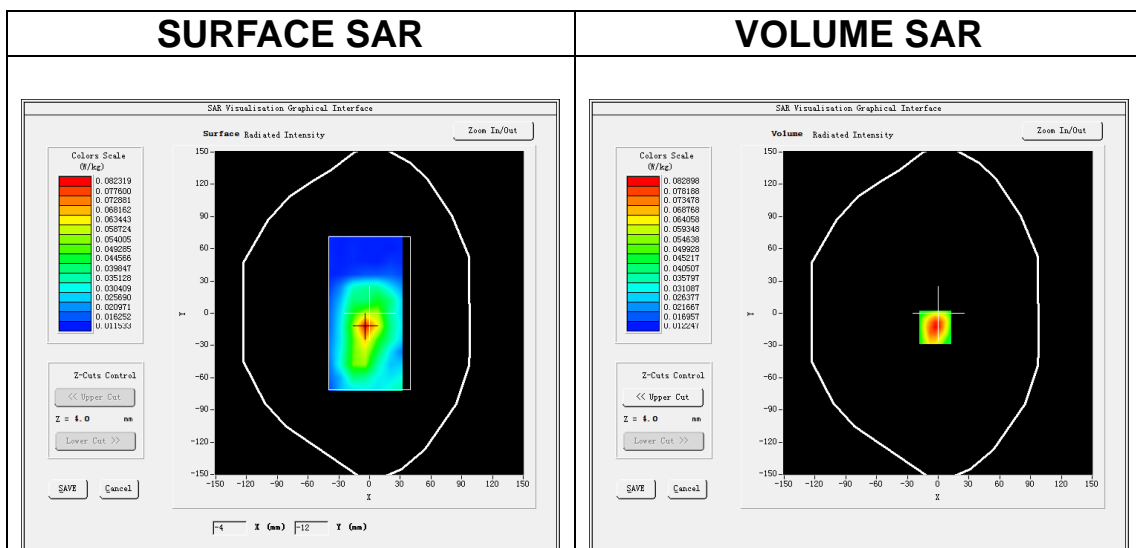 SURFACE SAR
VOLUME SAR
SAR Visualisation Graphical Interface
Surface Radiated Intensity
Zoom In/Out
Colors Scale
(W/kg)
0.082319
0.077600
0.072881
0.068162
0.063443
0.058724
0.054005
0.049285
0.044566
0.039847
0.035128
0.030409
0.025690
0.020971
0.016252
0.011533
150
120
90
60
30
0
-30
-60
-90
-120
-150
Y
-150 -120 -90 -60 -30 0 30 60 90 120 150
X
Z-Cuts Control
<< Upper Cut
Z = 4.0 mm
Lower Cut >>
SAVE Cancel
-4 X (mm) -12 Y (mm)
SAR Visualisation Graphical Interface
Volume Radiated Intensity
Zoom In/Out
Colors Scale
(W/kg)
0.082898
0.078188
0.073478
0.068768
0.064058
0.059348
0.054638
0.049928
0.045217
0.040507
0.035797
0.031087
0.026377
0.021667
0.016957
0.012247
150
120
90
60
30
0
-30
-60
-90
-120
-150
Y
-150 -120 -90 -60 -30 0 30 60 90 120 150
X
Z-Cuts Control
<< Upper Cut
Z = 4.0 mm
Lower Cut >>
SAVE Cancel